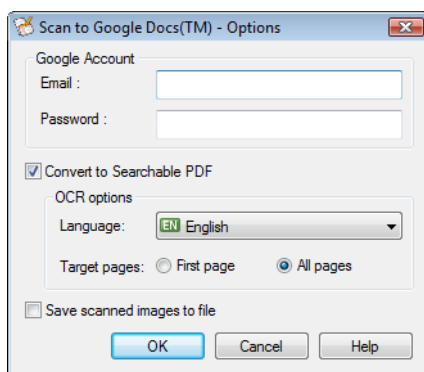 Scan to Google Docs(TM) - Options
Google Account
Email :
Password :
Convert to Searchable PDF
OCR options
Language: EN English
Target pages: First page All pages
Save scanned images to file
OK Cancel Help